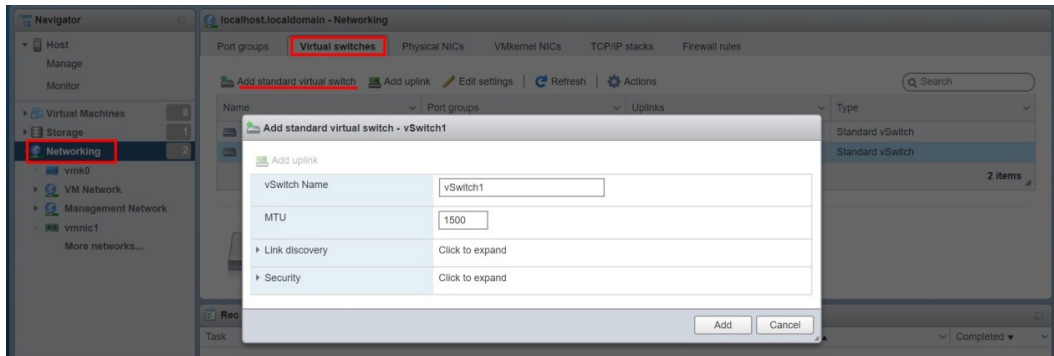 Navigator
localhost.localdomain - Networking
Host
Manage
Monitor
Virtual Machines 8
Storage 1
Networking 2
vmk0
VM Network
Management Network
vmnic1
More networks...
Port groups Virtual switches Physical NICs VMkernel NICs TCP/IP stacks Firewall rules
Add standard virtual switch Add uplink Edit settings Refresh Actions Search
Name Port groups Uplinks Type
Standard vSwitch
Standard vSwitch
2 items
Add standard virtual switch - vSwitch1
Add uplink
vSwitch Name vSwitch1
MTU 1500
Link discovery Click to expand
Security Click to expand
Add Cancel
Rec
Task Completed